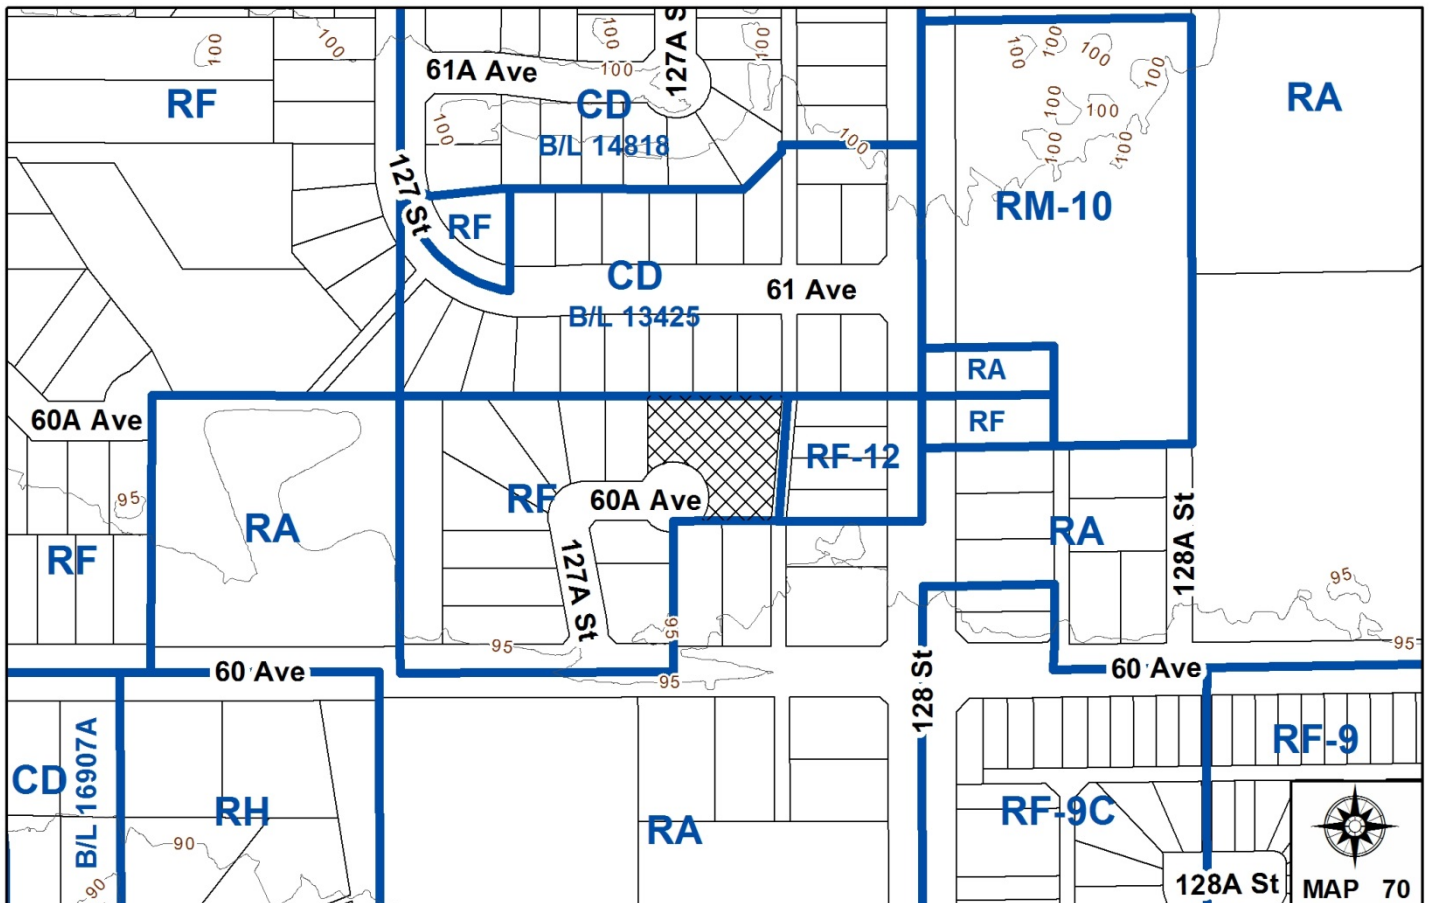 127A S
100
100
100
100
61A Ave
100
100
100
100
100
RF
CD
RA
100
100
100
100
B/L 14818
100
100
127 St
RF
RM-10
CD
61 Ave
B/L 13425
RA
60A Ave
RF
RF-12
95
RF
60A Ave
RA
RA
128A St
RF
127A St
95
95
95
95
60 Ave
95
60 Ave
128 St
CD
B/L 16907A
RH
RF-9
RF-9C
RA
90
90
128A St
MAP 70